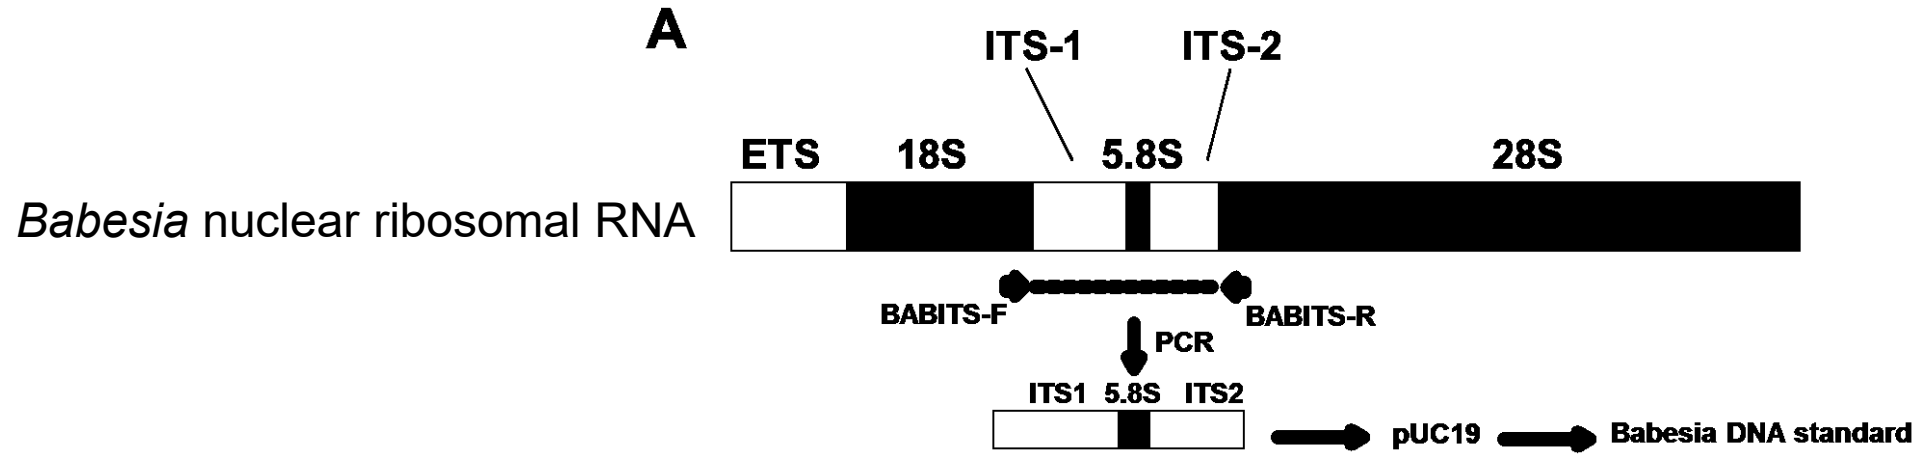 A
ITS-1 ITS-2
ETS 18S 5.8S 28S
Babesia nuclear ribosomal RNA
BABITS-F BABITS-R
PCR
ITS1 5.8S ITS2
pUC19 Babesia DNA standard